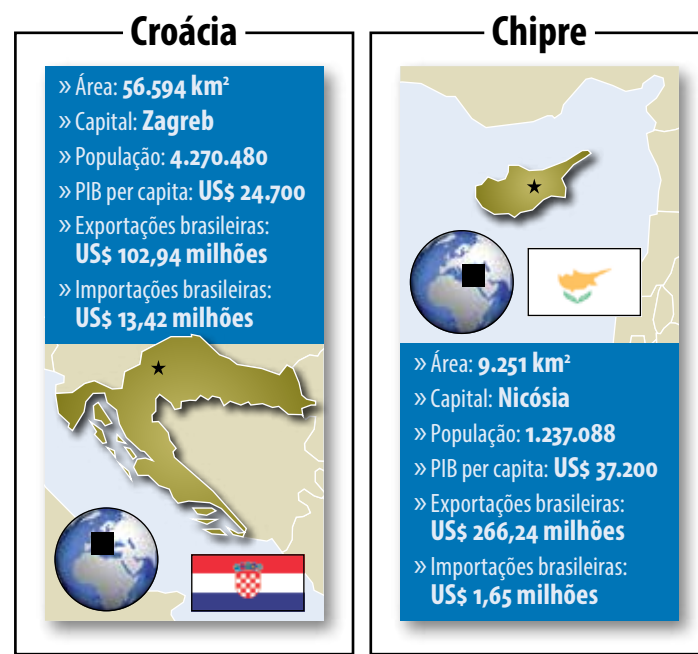 Croácia
» Área: 56.594 km²
» Capital: Zagreb
» População: 4.270.480
» PIB per capita: US$ 24.700
» Exportações brasileiras:
US$ 102,94 milhões
» Importações brasileiras:
US$ 13,42 milhões
Chipre
» Área: 9.251 km²
» Capital: Nicósia
» População: 1.237.088
» PIB per capita: US$ 37.200
» Exportações brasileiras:
US$ 266,24 milhões
» Importações brasileiras:
US$ 1,65 milhões